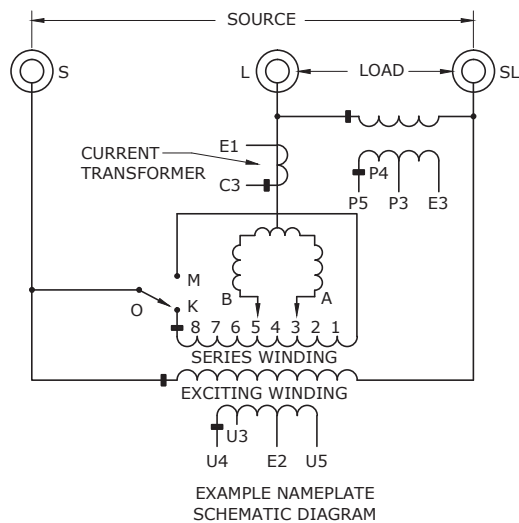 SOURCE
S
L
LOAD
SL
E1
CURRENT
TRANSFORMER
C3
P4
P5 P3 E3
M
B A
O K
8 7 6 5 4 3 2 1
SERIES WINDING
EXCITING WINDING
U3
U4 E2 U5
EXAMPLE NAMEPLATE
SCHEMATIC DIAGRAM